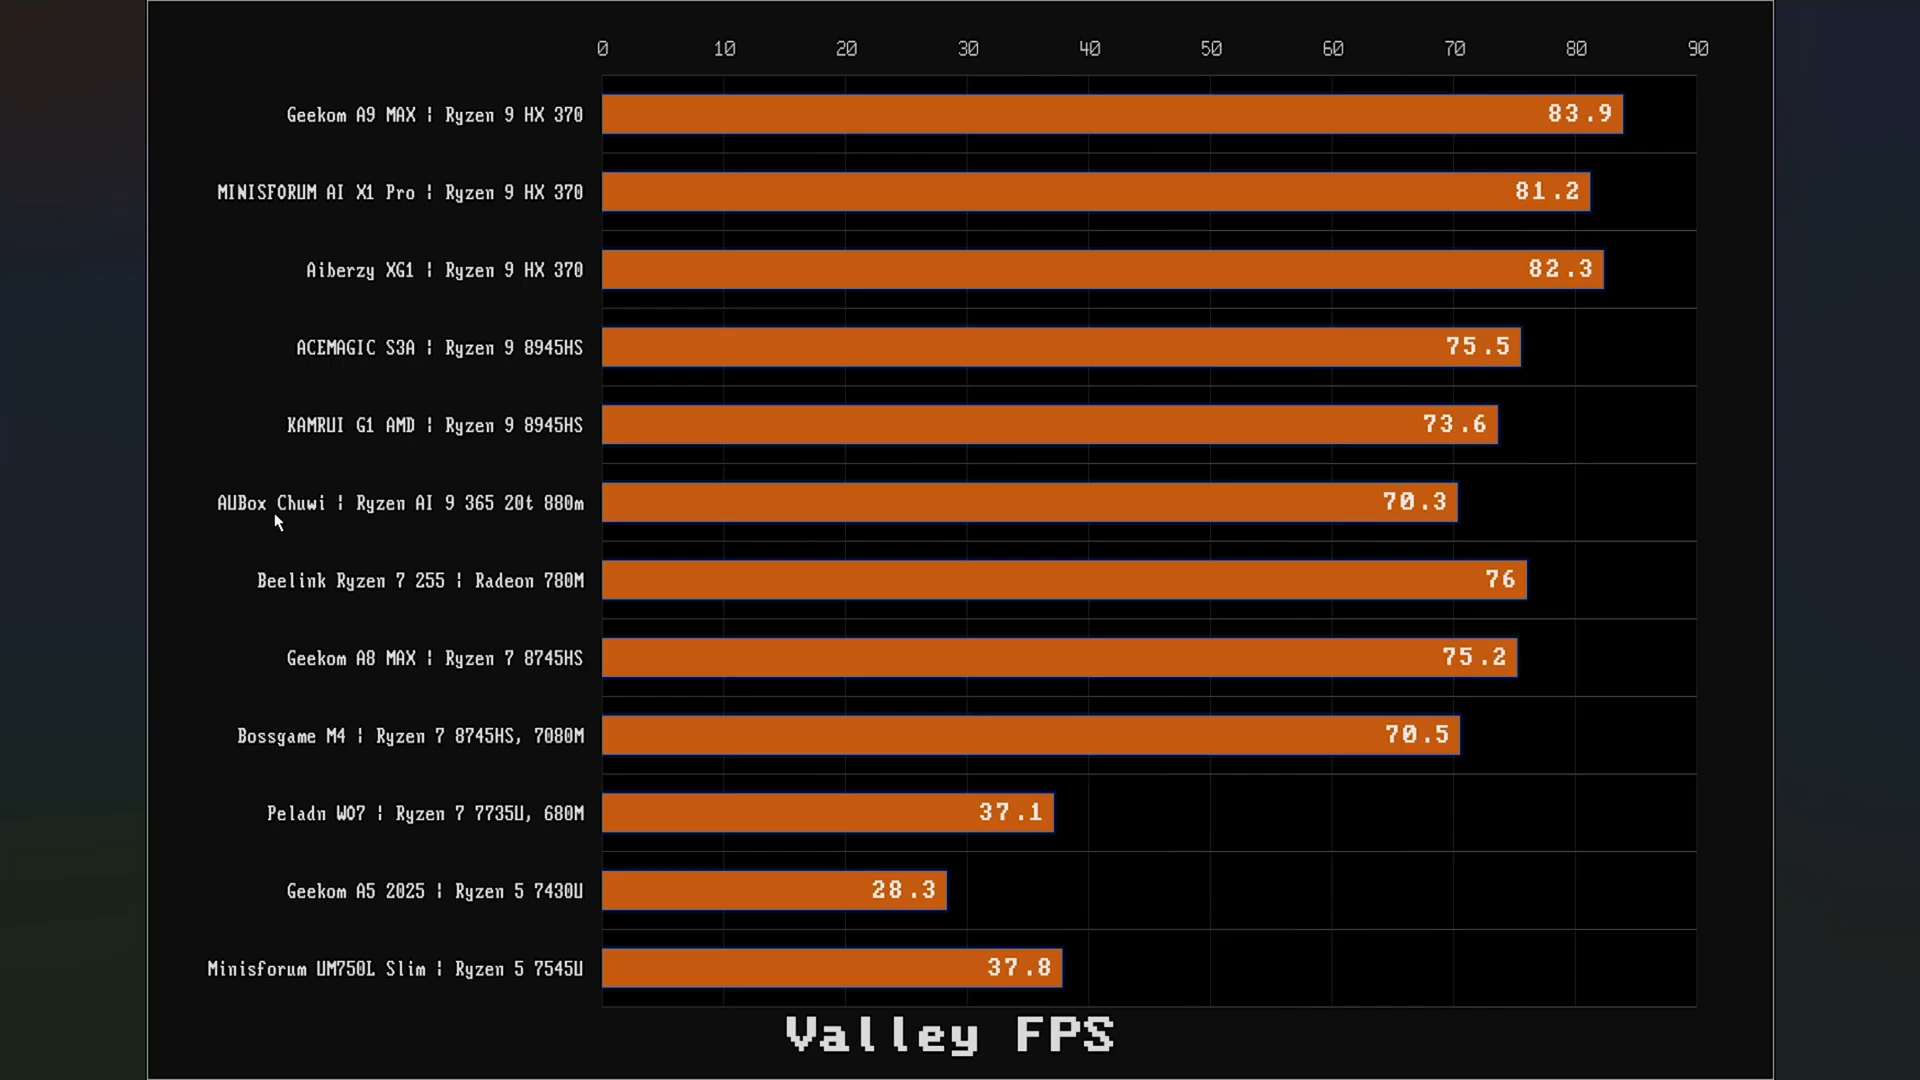 0 10 20 30 40 50 60 70 80 90
Geekom A9 MAX ¦ Ryzen 9 HX 370 83.9
MINISFORUM AI X1 Pro ¦ Ryzen 9 HX 370 81.2
Aiberzy XG1 ¦ Ryzen 9 HX 370 82.3
ACEMAGIC S3A ¦ Ryzen 9 8945HS 75.5
KAMRUI G1 AMD ¦ Ryzen 9 8945HS 73.6
AUBox Chuwi ¦ Ryzen AI 9 365 20t 880m 70.3
Beelink Ryzen 7 255 ¦ Radeon 780M 76
Geekom A8 MAX ¦ Ryzen 7 8745HS 75.2
Bossgame M4 ¦ Ryzen 7 8745HS, 7080M 70.5
Peladn WO7 ¦ Ryzen 7 7735U, 680M 37.1
Geekom A5 2025 ¦ Ryzen 5 7430U 28.3
Minisforum UM750L Slim ¦ Ryzen 5 7545U 37.8
Valley FPS